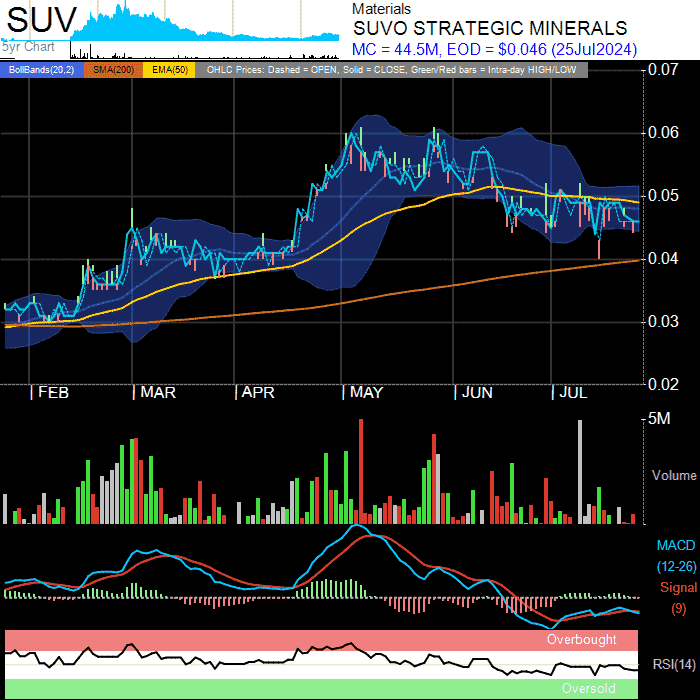 SUV
Materials
SUVO STRATEGIC MINERALS
MC = 44.5M, EOD = $0.046 (25Jul2024)
5yr Chart
BollBands(20,2) SMA(200) EMA(50) OHLC Prices: Dashed = OPEN, Solid = CLOSE, Green/Red bars = Intra-day HIGH/LOW
0.07
0.06
0.05
0.04
0.03
0.02
FEB MAR APR MAY JUN JUL
5M
Volume
MACD
(12-26)
Signal
(9)
Overbought
RSI(14)
Oversold